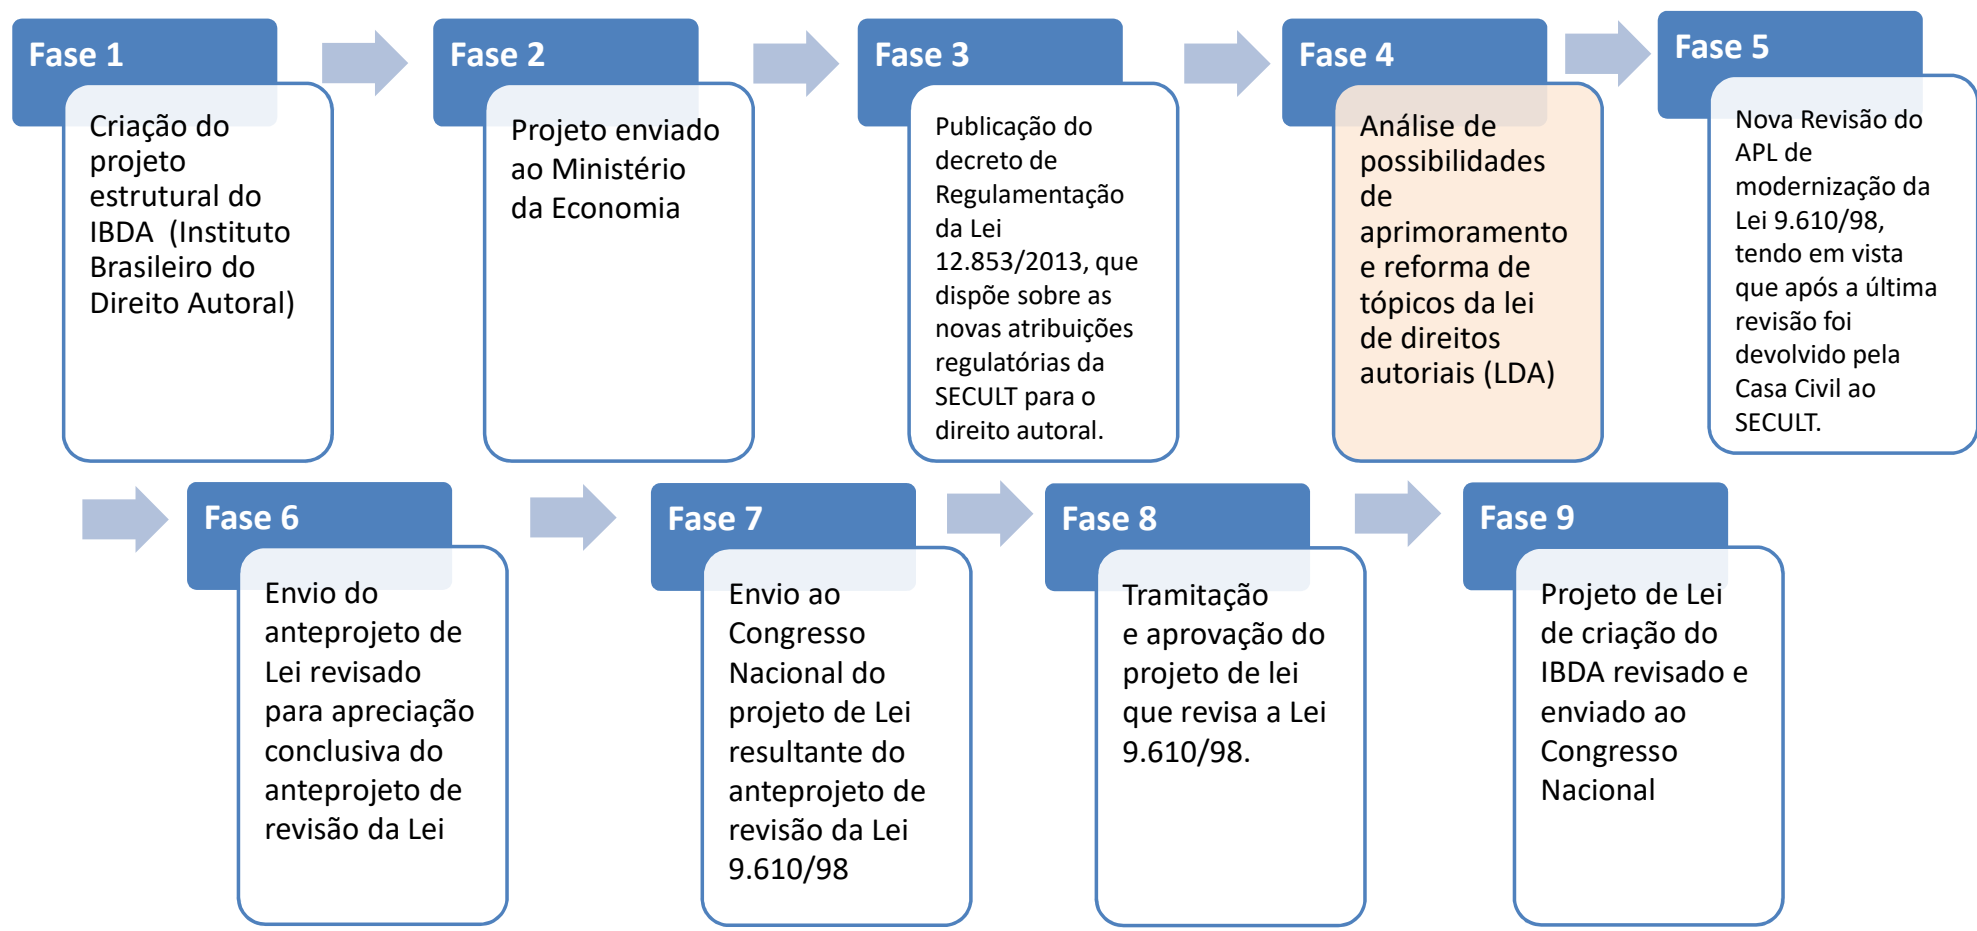 Fase 1
Criação do
projeto
estrutural do
IBDA  (Instituto
Brasileiro do
Direito Autoral)
Fase 2
Projeto enviado
ao Ministério
da Economia
Fase 3
Publicação do
decreto de
Regulamentação
da Lei
12.853/2013, que
dispõe sobre as
novas atribuições
regulatórias da
SECULT para o
direito autoral.
Fase 4
Análise de
possibilidades
de
aprimoramento
e reforma de
tópicos da lei
de direitos
autoriais (LDA)
Fase 5
Nova Revisão do
APL de
modernização da
Lei 9.610/98,
tendo em vista
que após a última
revisão foi
devolvido pela
Casa Civil ao
SECULT.
Fase 6
Envio do
anteprojeto de
Lei revisado
para apreciação
conclusiva do
anteprojeto de
revisão da Lei
Fase 7
Envio ao
Congresso
Nacional do
projeto de Lei
resultante do
anteprojeto de
revisão da Lei
9.610/98
Fase 8
Tramitação
e aprovação do
projeto de lei
que revisa a Lei
9.610/98.
Fase 9
Projeto de Lei
de criação do
IBDA revisado e
enviado ao
Congresso
Nacional